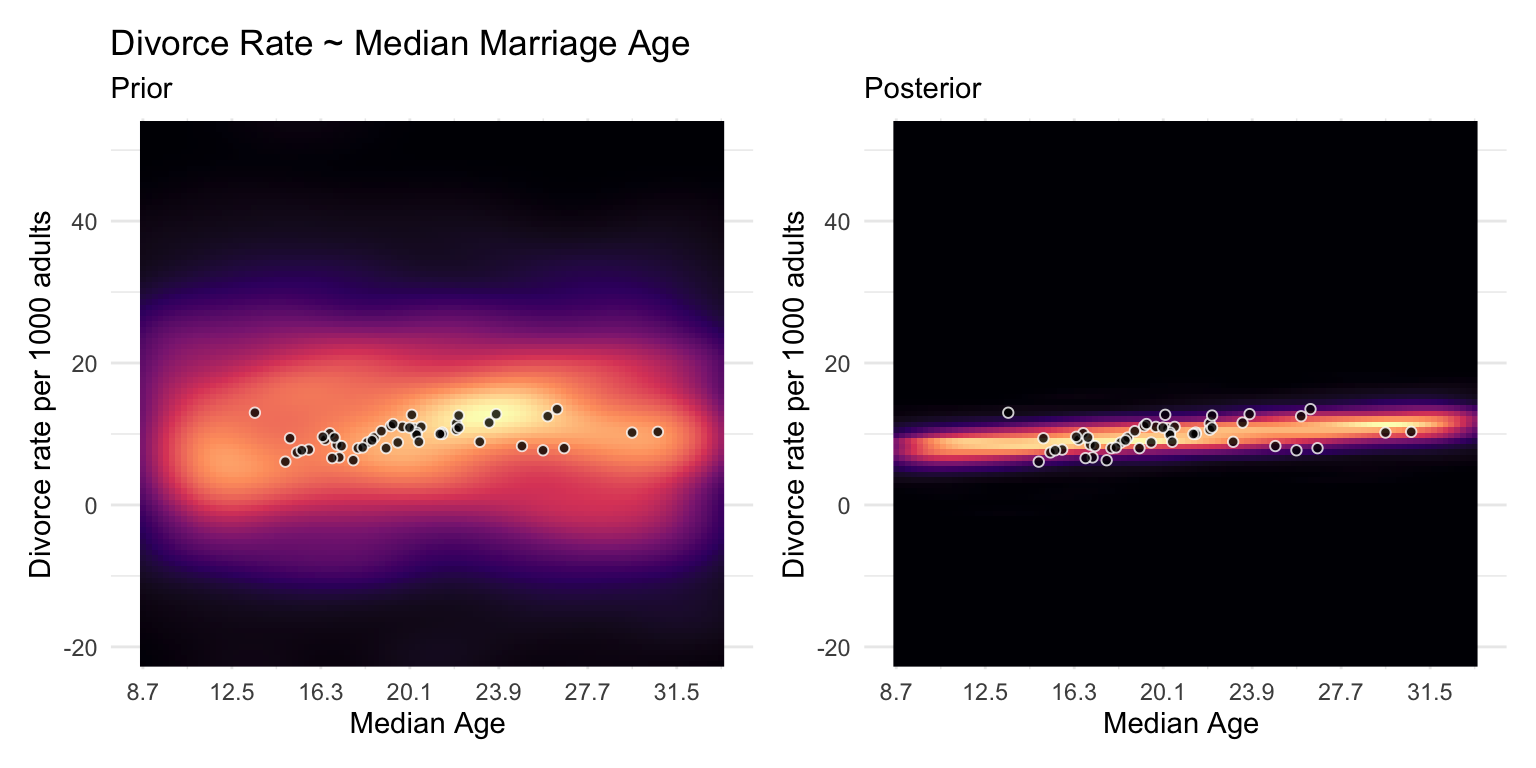 Divorce Rate ~ Median Marriage Age
Prior
Divorce rate per 1000 adults
40
20
0
-20
8.7 12.5 16.3 20.1 23.9 27.7 31.5
Median Age
Posterior
Divorce rate per 1000 adults
40
20
0
-20
8.7 12.5 16.3 20.1 23.9 27.7 31.5
Median Age